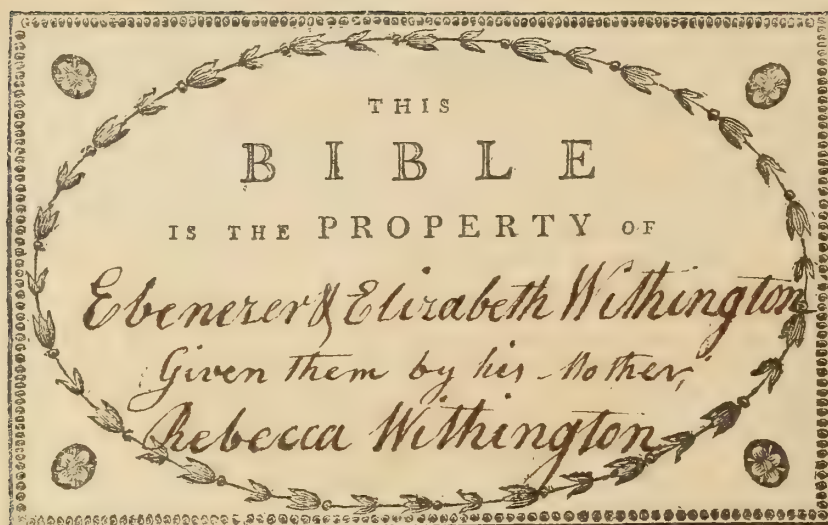 THIS
BIBLE
IS THE PROPERTY OF
Ebenezer & Elizabeth Withington
Given them by his Mother,
Rebecca Withington